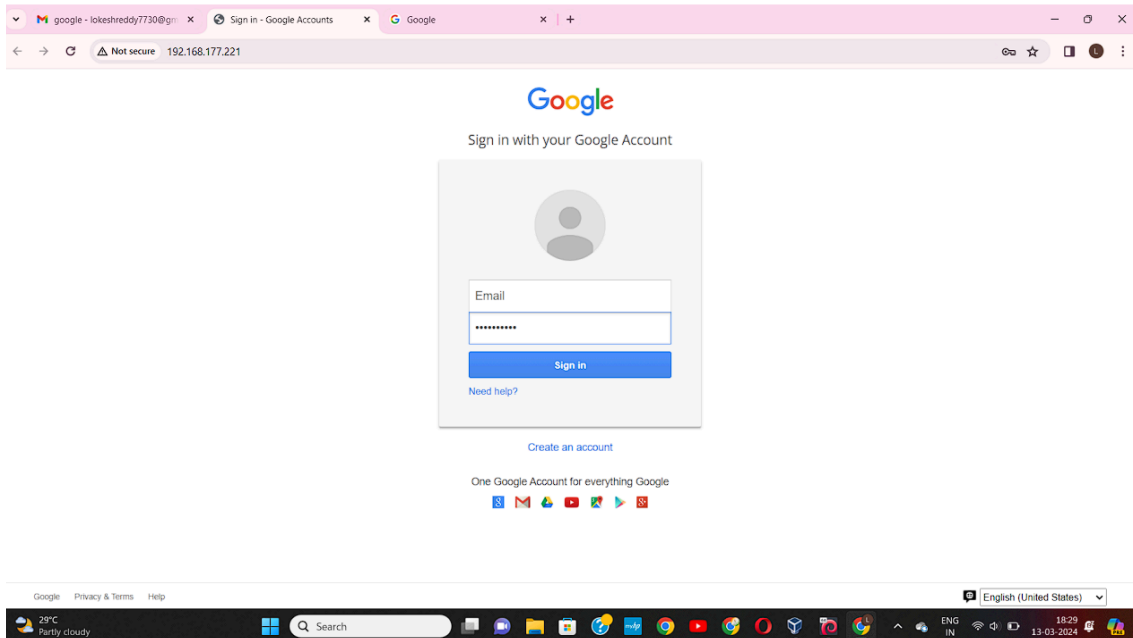 google - lokeshreddy7730@gm
Sign in - Google Accounts
Google
Not secure 192.168.177.221
L
Google
Sign in with your Google Account
Email
••••••••••
Sign in
Need help?
Create an account
One Google Account for everything Google
Google Privacy & Terms Help
English (United States)
29°C
Partly cloudy
Search
ENG
IN
18:29
13-03-2024